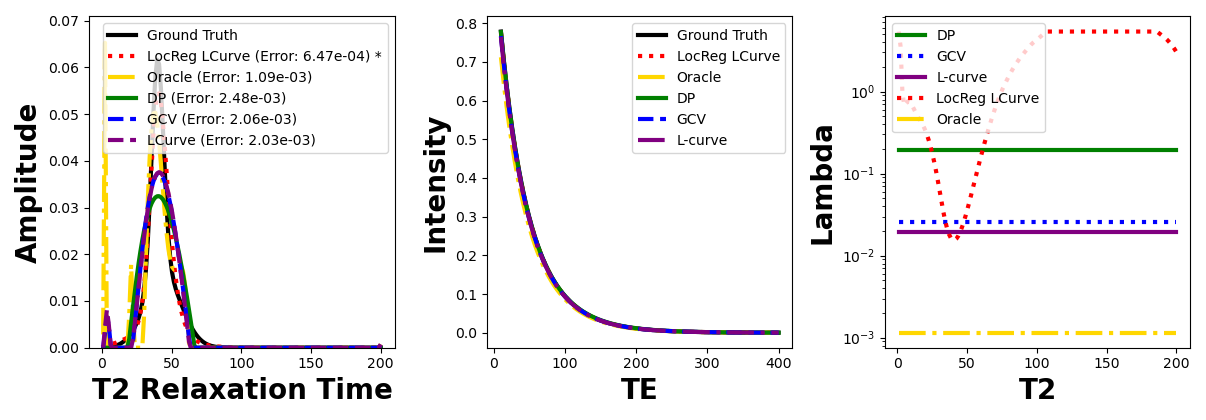 Amplitude
0.07
0.06
0.05
0.04
0.03
0.02
0.01
0.00
Ground Truth
LocReg LCurve (Error: 6.47e-04) *
Oracle (Error: 1.09e-03)
DP (Error: 2.48e-03)
GCV (Error: 2.06e-03)
LCurve (Error: 2.03e-03)
0 50 100 150 200
T2 Relaxation Time
Intensity
0.8
0.7
0.6
0.5
0.4
0.3
0.2
0.1
0.0
Ground Truth
LocReg LCurve
Oracle
DP
GCV
L-curve
0 100 200 300 400
TE
Lambda
10⁰
10⁻¹
10⁻²
10⁻³
DP
GCV
L-curve
LocReg LCurve
Oracle
0 50 100 150 200
T2